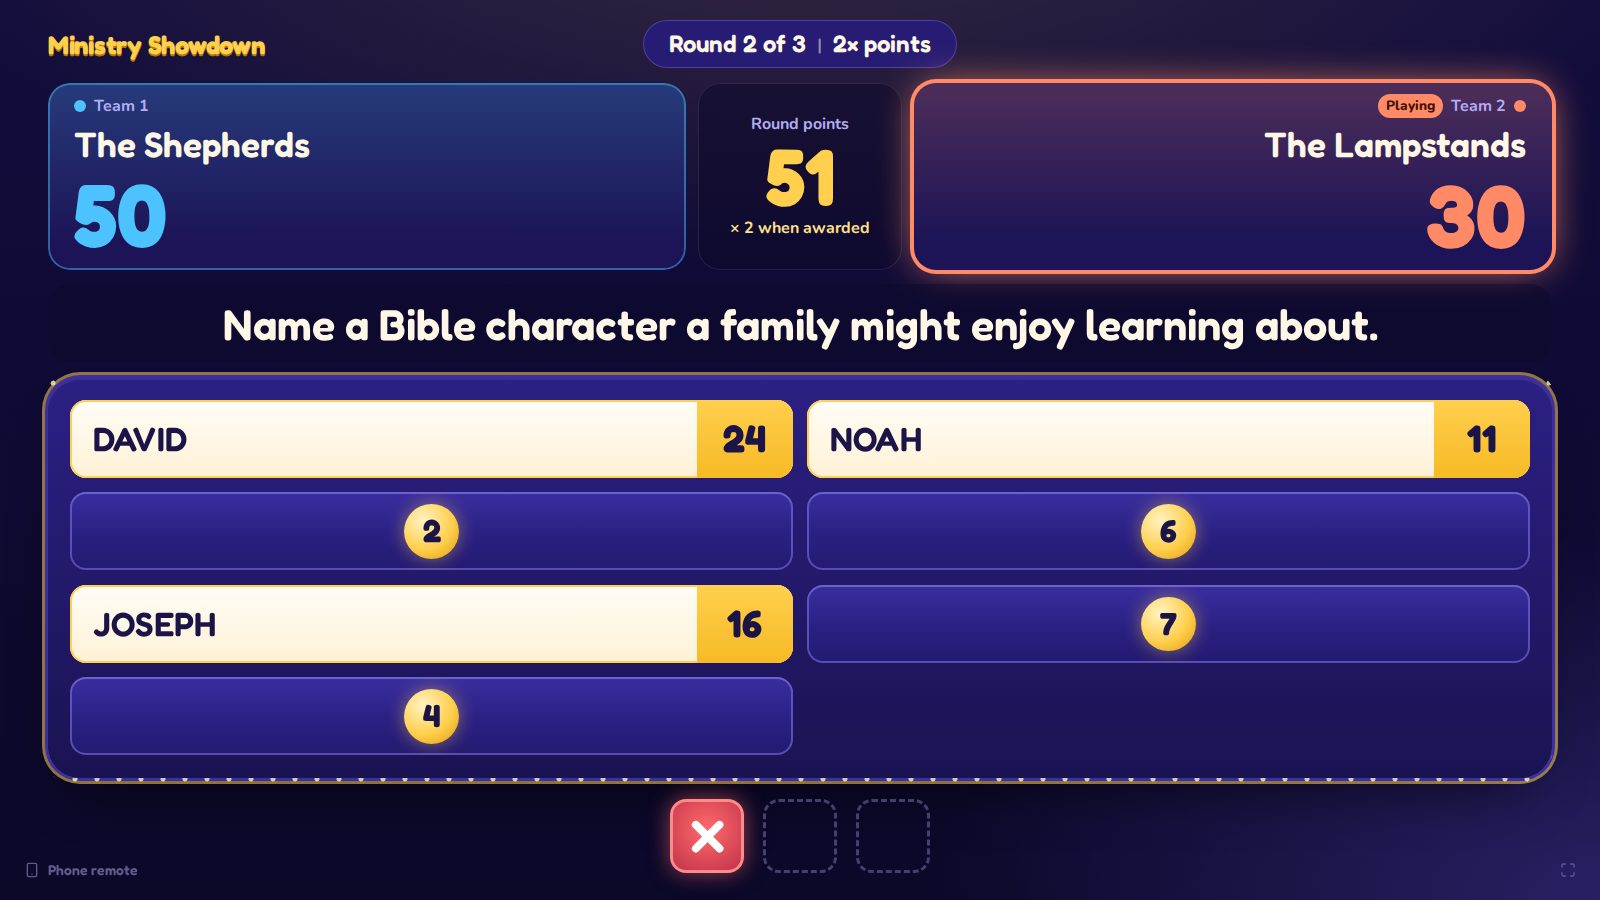 Ministry Showdown
Round 2 of 3 | 2× points
Team 1
The Shepherds
50
Round points
51
× 2 when awarded
Playing Team 2
The Lampstands
30
Name a Bible character a family might enjoy learning about.
DAVID 24
2
JOSEPH 16
4
NOAH 11
6
7
Phone remote